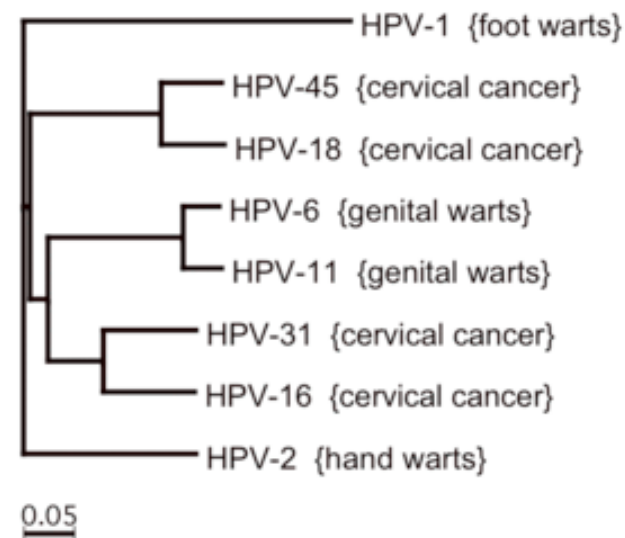 HPV-1 {foot warts}
HPV-45 {cervical cancer}
HPV-18 {cervical cancer}
HPV-6 {genital warts}
HPV-11 {genital warts}
HPV-31 {cervical cancer}
HPV-16 {cervical cancer}
HPV-2 {hand warts}
0.05